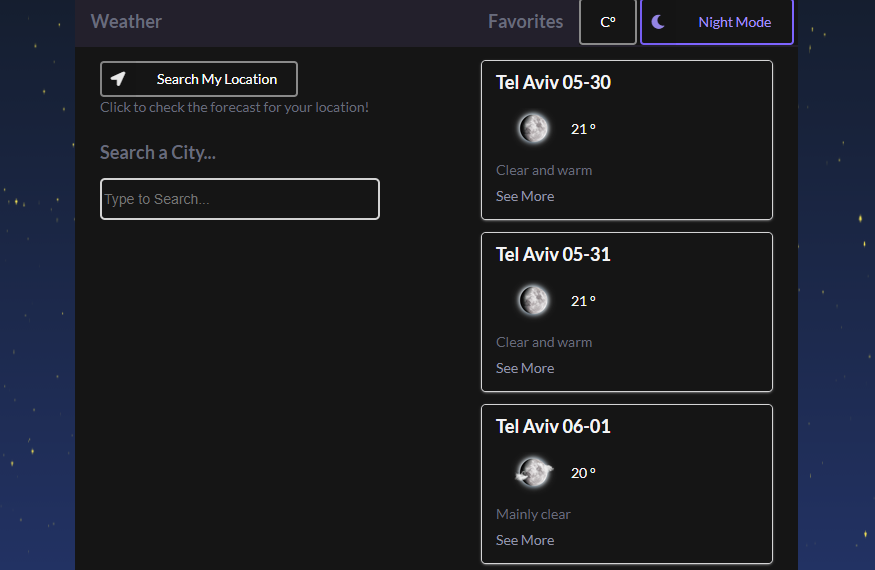 Weather
Favorites
C°
Night Mode
Search My Location
Click to check the forecast for your location!
Search a City...
Type to Search...
Tel Aviv 05-30
21 °
Clear and warm
See More
Tel Aviv 05-31
21 °
Clear and warm
See More
Tel Aviv 06-01
20 °
Mainly clear
See More